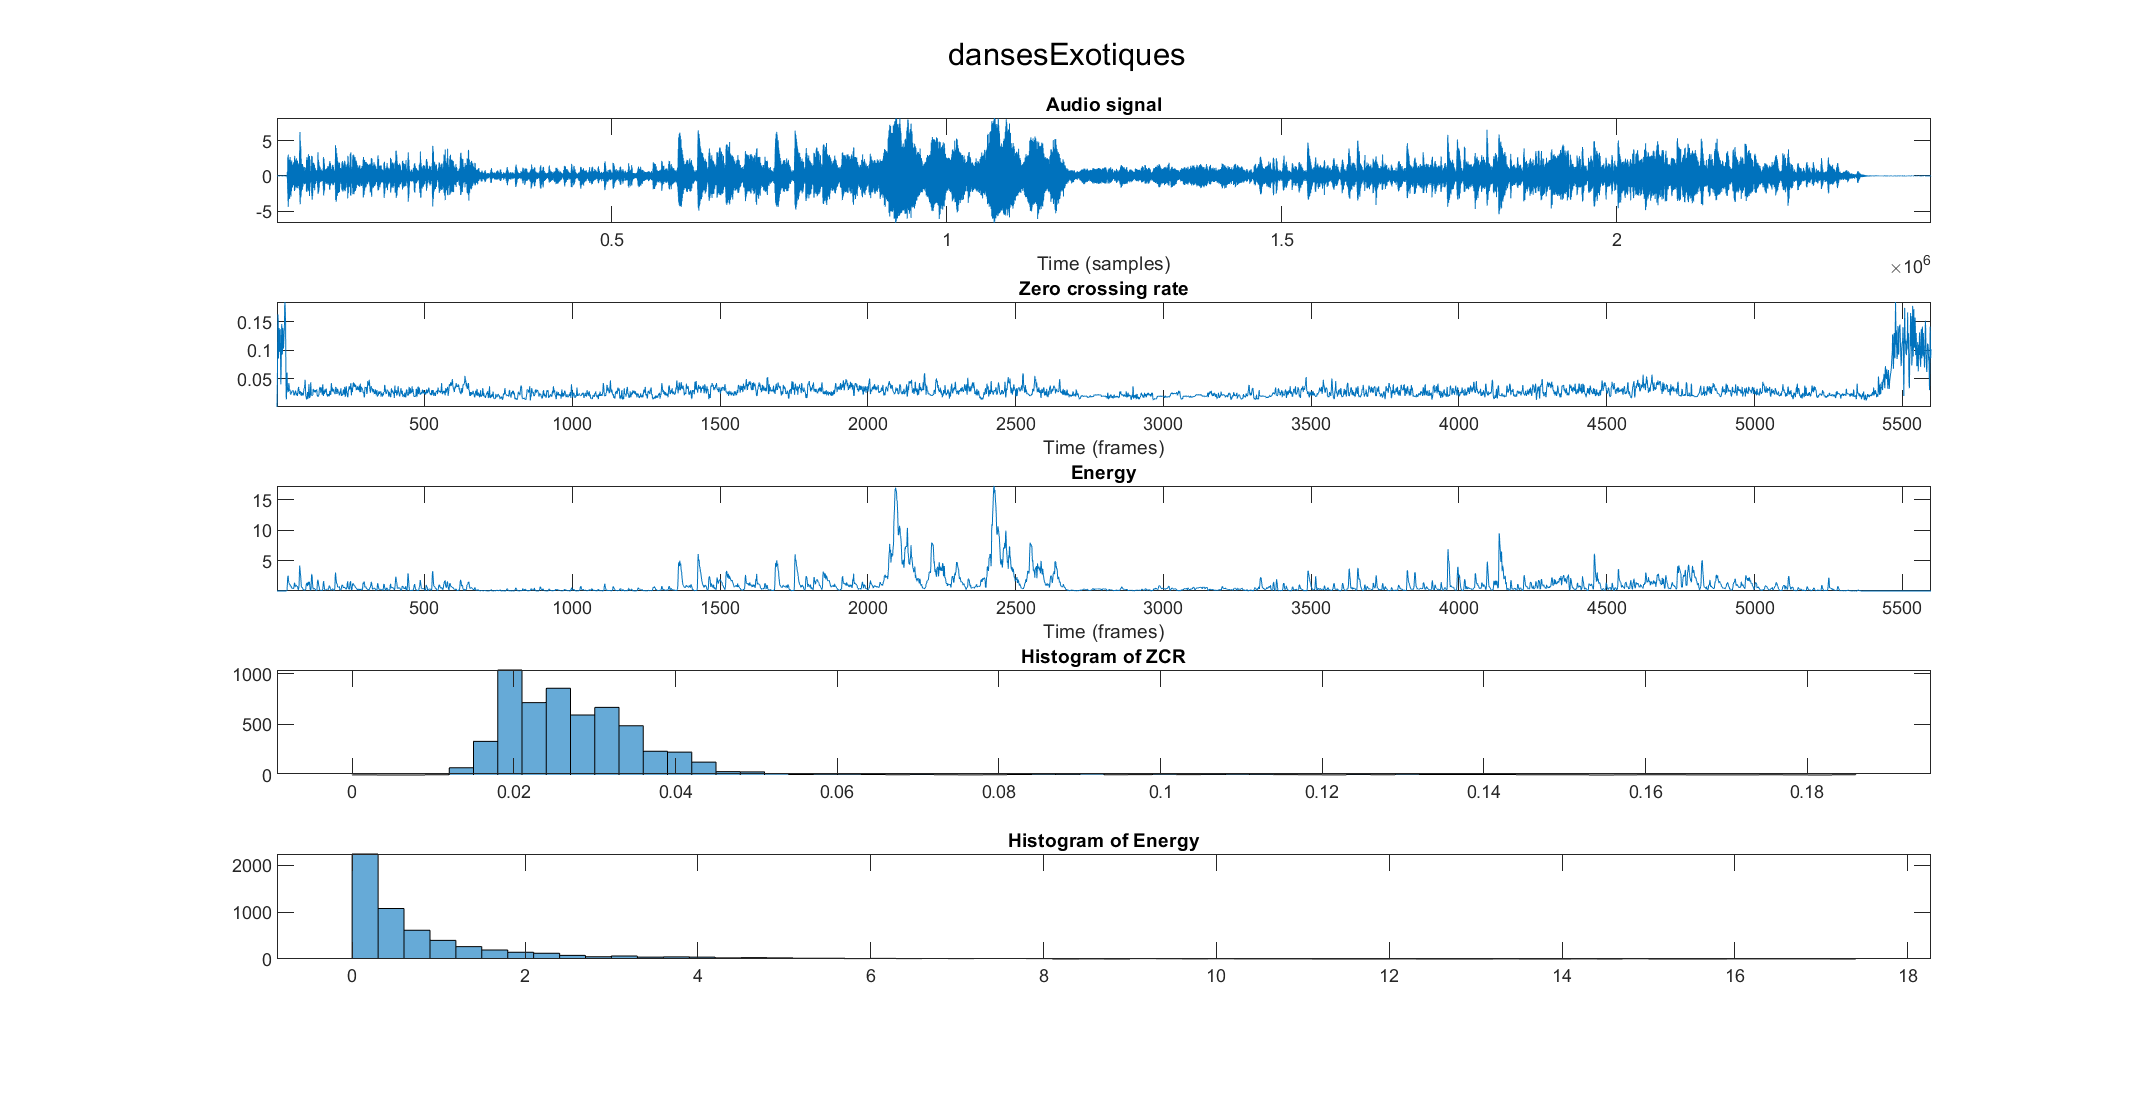 dansesExotiques
Audio signal
5
0
-5
0.5 1 1.5 2
Time (samples)
×10^6
Zero crossing rate
0.15
0.1
0.05
500 1000 1500 2000 2500 3000 3500 4000 4500 5000 5500
Time (frames)
Energy
15
10
5
500 1000 1500 2000 2500 3000 3500 4000 4500 5000 5500
Time (frames)
Histogram of ZCR
1000
500
0
0 0.02 0.04 0.06 0.08 0.1 0.12 0.14 0.16 0.18
Histogram of Energy
2000
1000
0
0 2 4 6 8 10 12 14 16 18